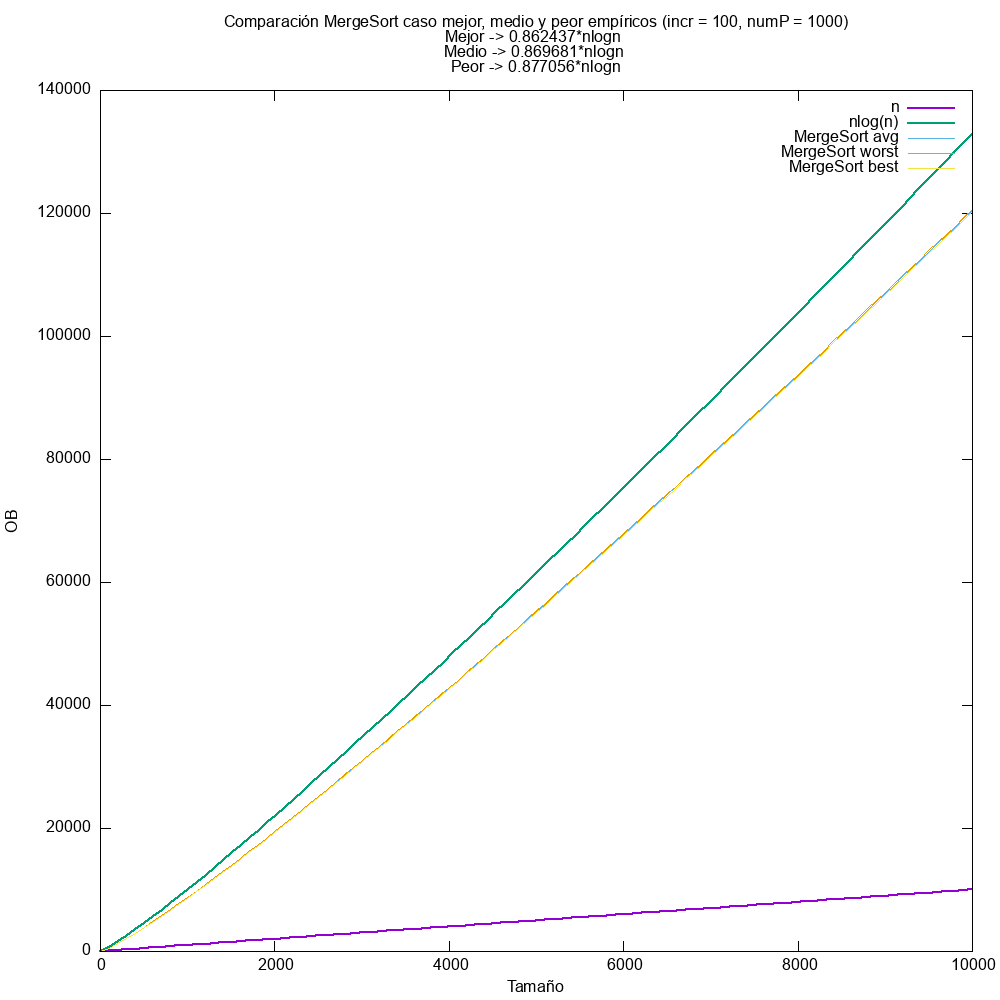 Comparación MergeSort caso mejor, medio y peor empíricos (incr = 100, numP = 1000)
Mejor -> 0.862437*nlogn
Medio -> 0.869681*nlogn
Peor -> 0.877056*nlogn
140000
120000
100000
80000
60000
40000
20000
0
OB
n
nlog(n)
MergeSort avg
MergeSort worst
MergeSort best
0 2000 4000 6000 8000 10000
Tamaño